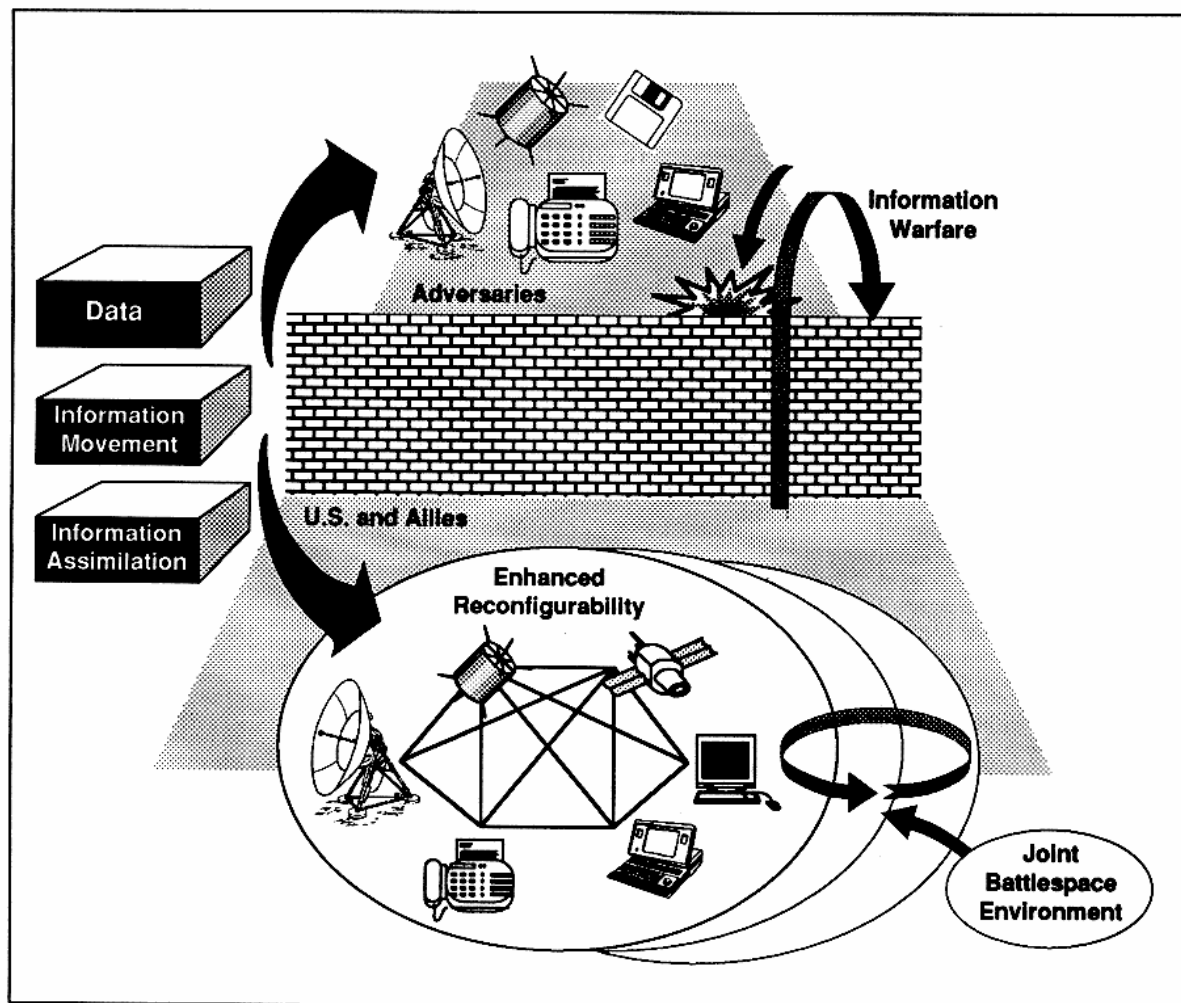 Information
Warfare
Adversaries
Data
Information
Movement
Information
Assimilation
U.S. and Allies
Enhanced
Reconfigurability
Joint
Battlespace
Environment